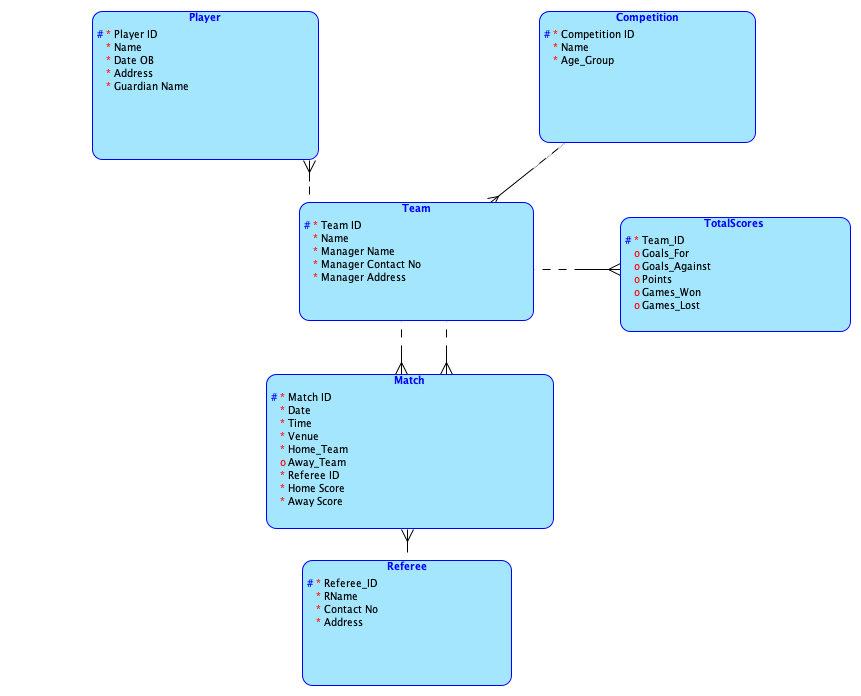 Player
# * Player ID
* Name
* Date OB
* Address
* Guardian Name
Competition
# * Competition ID
* Name
* Age_Group
Team
# * Team ID
* Name
* Manager Name
* Manager Contact No
* Manager Address
TotalScores
# * Team_ID
o Goals_For
o Goals_Against
o Points
o Games_Won
o Games_Lost
Match
# * Match ID
* Date
* Time
* Venue
* Home_Team
o Away_Team
* Referee ID
* Home Score
* Away Score
Referee
# * Referee_ID
* RName
* Contact No
* Address